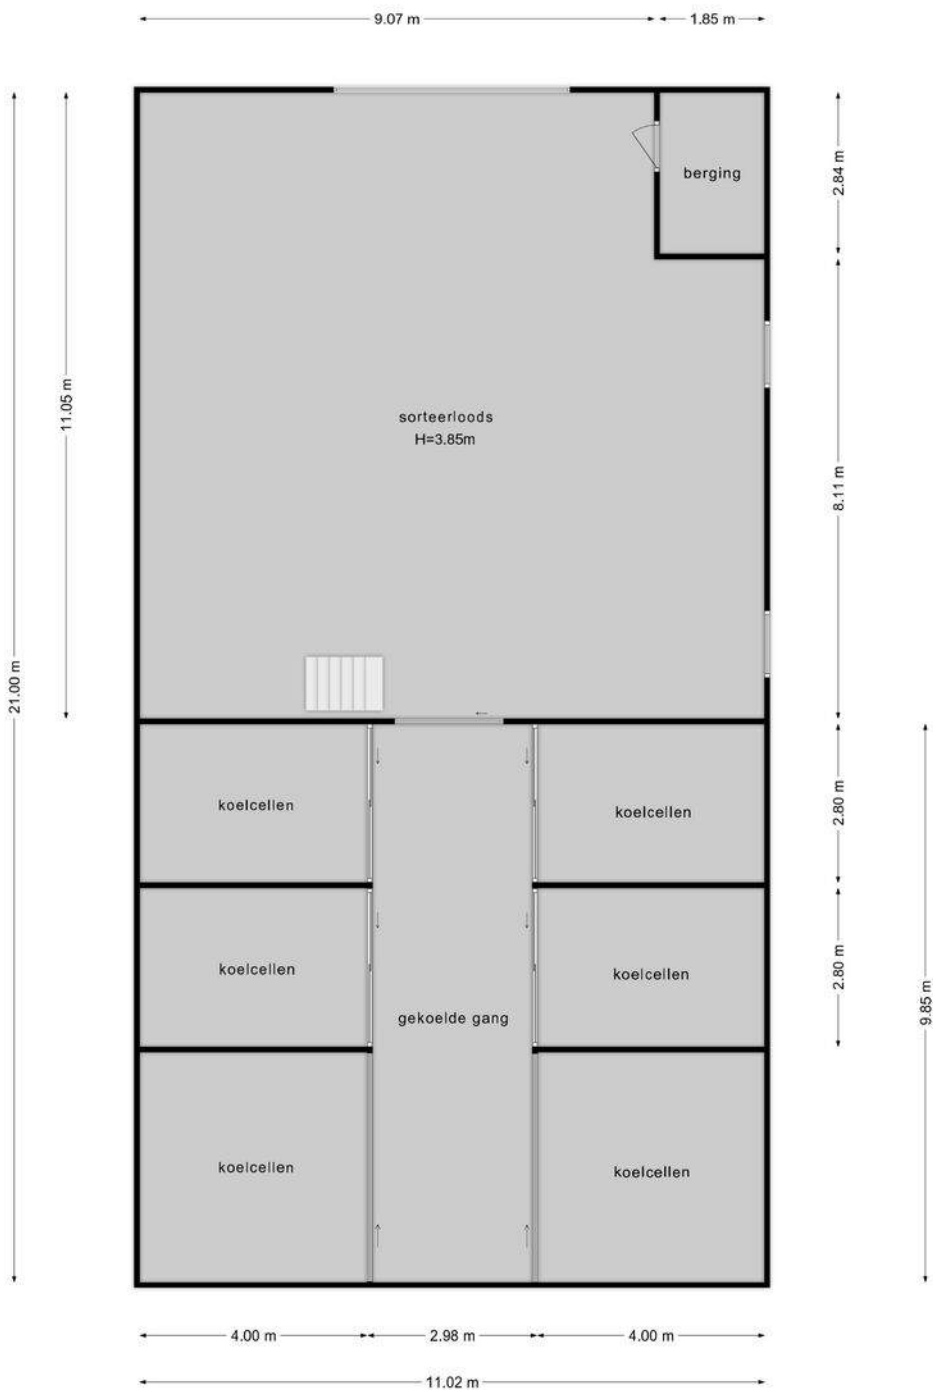 9.07 m
1.85 m
berging
2.84 m
11.05 m
sorteerloods
H=3.85m
8.11 m
21.00 m
koelcellen
koelcellen
2.80 m
koelcellen
koelcellen
2.80 m
gekoelde gang
9.85 m
koelcellen
koelcellen
4.00 m
2.98 m
4.00 m
11.02 m